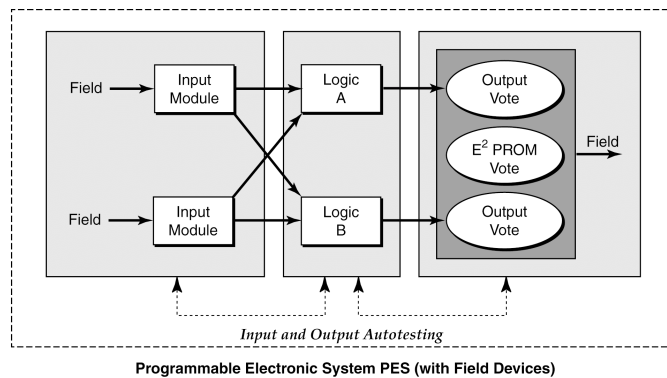 Field
Input
Module
Logic
A
Output
Vote
E² PROM
Vote
Field
Field
Input
Module
Logic
B
Output
Vote
Input and Output Autotesting
Programmable Electronic System PES (with Field Devices)